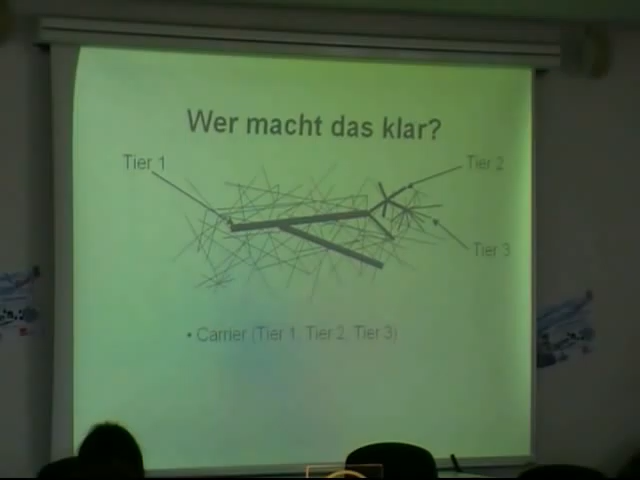 Wer macht das klar?
Tier 1
Tier 2
Tier 3
• Carrier (Tier 1, Tier 2, Tier 3)